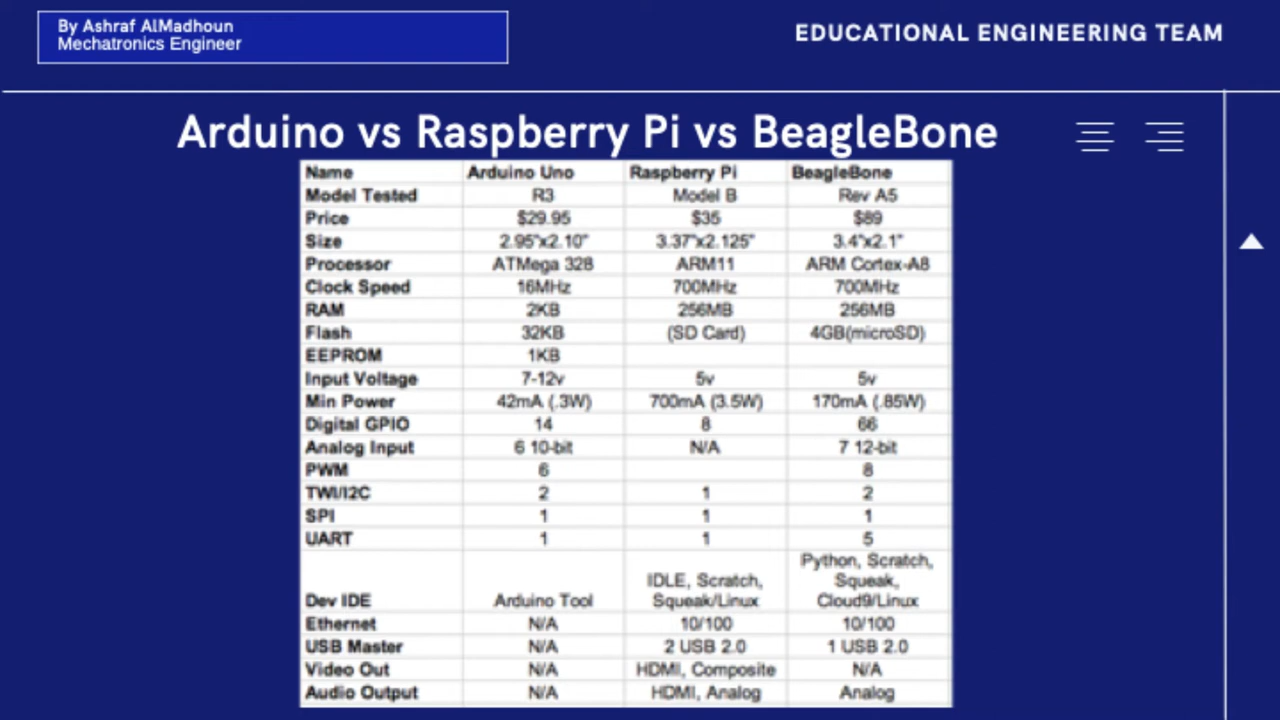 By Ashraf AlMadhoun
Mechatronics Engineer
EDUCATIONAL ENGINEERING TEAM
Arduino vs Raspberry Pi vs BeagleBone
Name Arduino Uno Raspberry Pi BeagleBone
Model Tested R3 Model B Rev A5
Price $29.95 $35 $89
Size 2.95"x2.10" 3.37"x2.125" 3.4"x2.1"
Processor ATMega 328 ARM11 ARM Cortex-A8
Clock Speed 16MHz 700MHz 700MHz
RAM 2KB 256MB 256MB
Flash 32KB (SD Card) 4GB(microSD)
EEPROM 1KB
Input Voltage 7-12v 5v 5v
Min Power 42mA (.3W) 700mA (3.5W) 170mA (.85W)
Digital GPIO 14 8 66
Analog Input 6 10-bit N/A 7 12-bit
PWM 6 8
TWI/I2C 2 1 2
SPI 1 1 1
UART 1 1 5
Dev IDE Arduino Tool IDLE, Scratch, Squeak/Linux Python, Scratch, Squeak, Cloud9/Linux
Ethernet N/A 10/100 10/100
USB Master N/A 2 USB 2.0 1 USB 2.0
Video Out N/A HDMI, Composite N/A
Audio Output N/A HDMI, Analog Analog